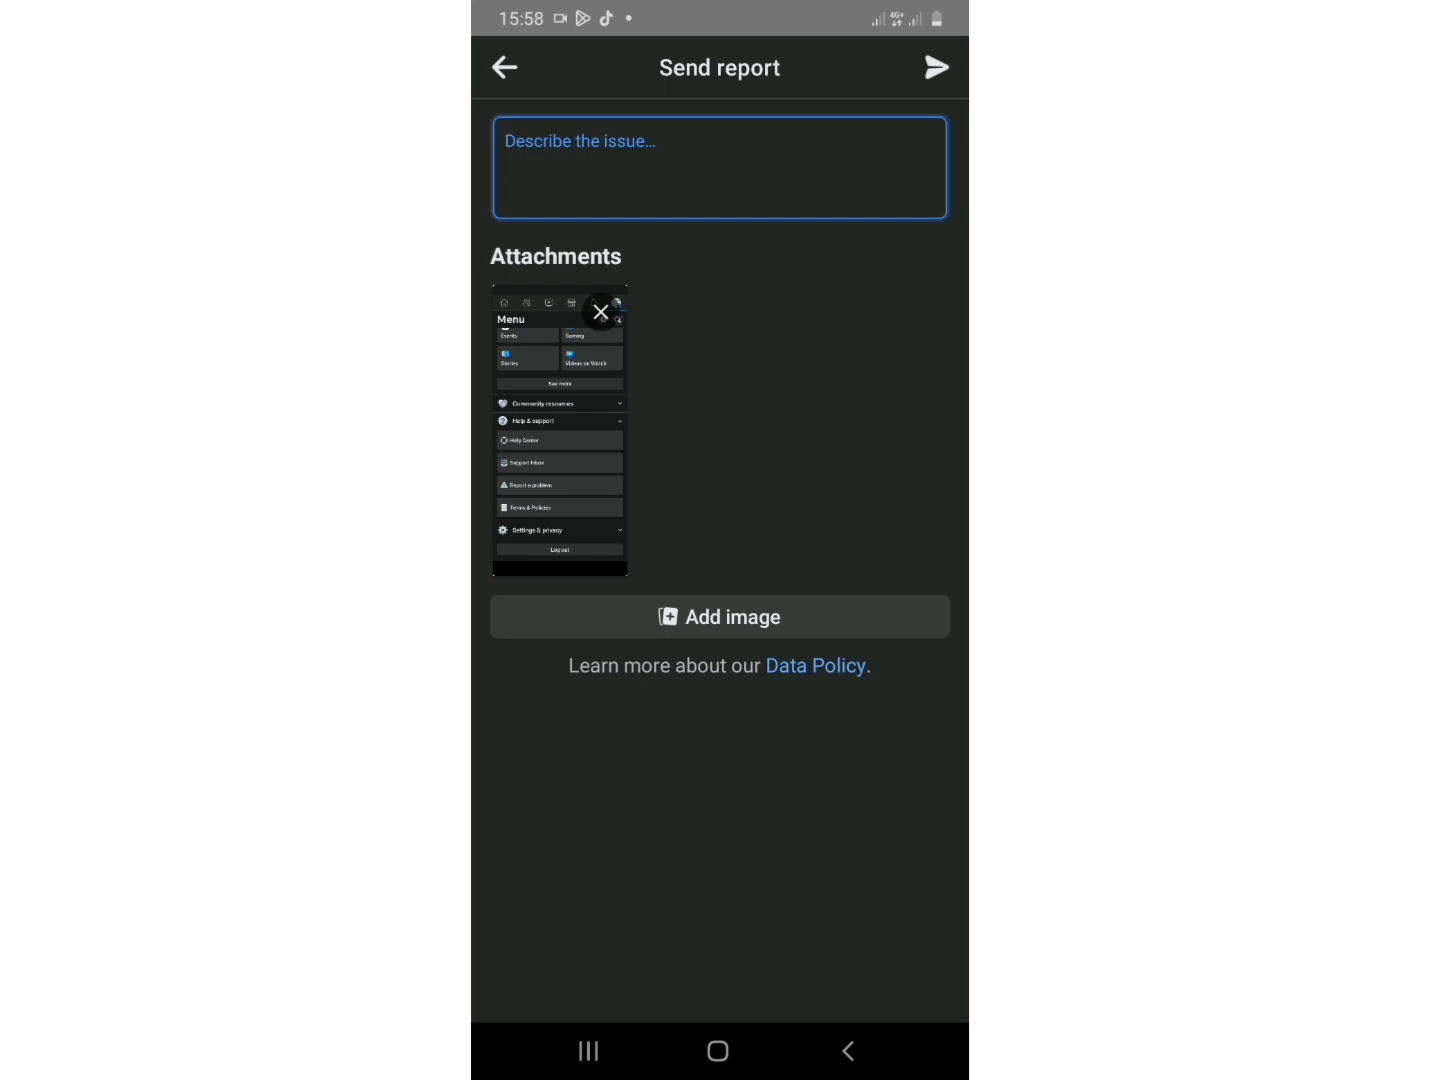 15:58
4G+
Send report
Describe the issue…
Attachments
Menu
Events
Gaming
Stories
Videos on Watch
See more
Community resources
Help & support
Help Center
Support Inbox
Report a problem
Terms & Policies
Settings & privacy
Log out
Add image
Learn more about our Data Policy.